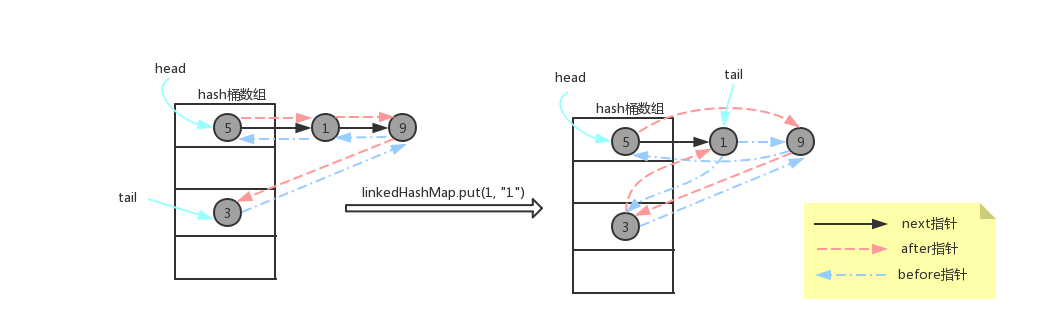 head
hash桶数组
5
1
9
tail
3
linkedHashMap.put(1, "1")
head
tail
hash桶数组
5
1
9
3
next指针
after指针
before指针